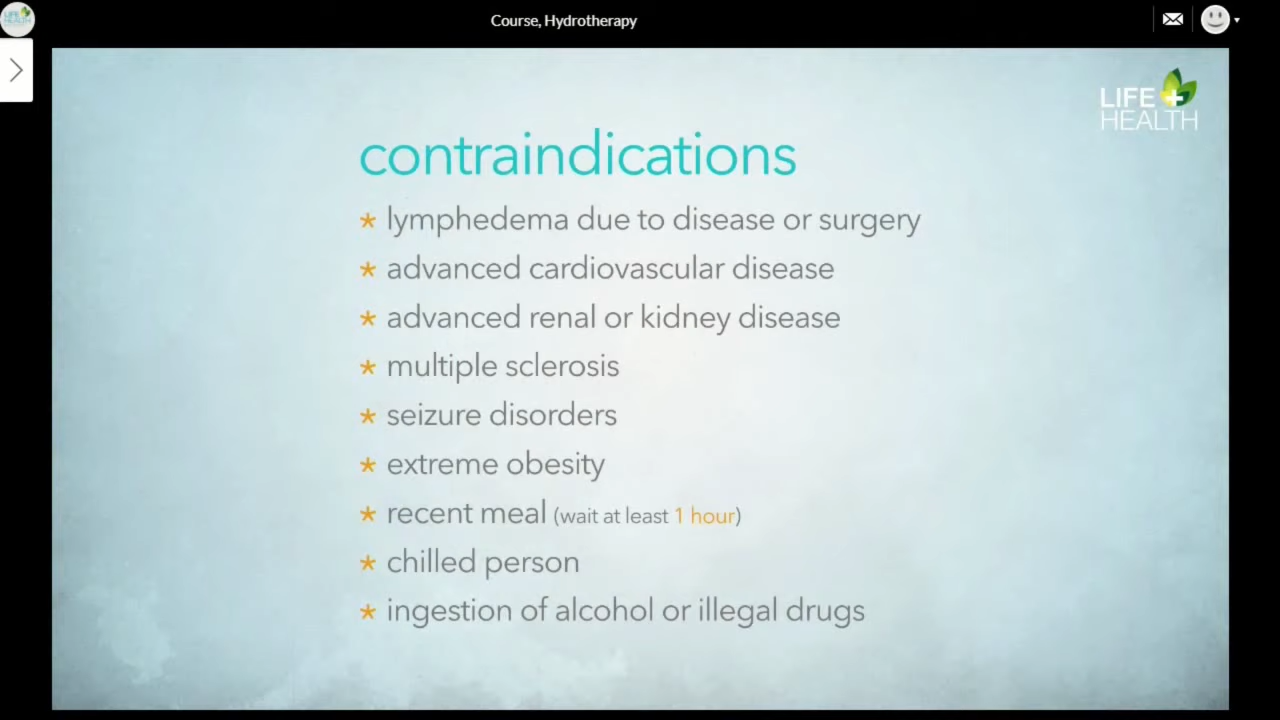 Course, Hydrotherapy
LIFE
HEALTH
contraindications
* lymphedema due to disease or surgery
* advanced cardiovascular disease
* advanced renal or kidney disease
* multiple sclerosis
* seizure disorders
* extreme obesity
* recent meal (wait at least 1 hour)
* chilled person
* ingestion of alcohol or illegal drugs